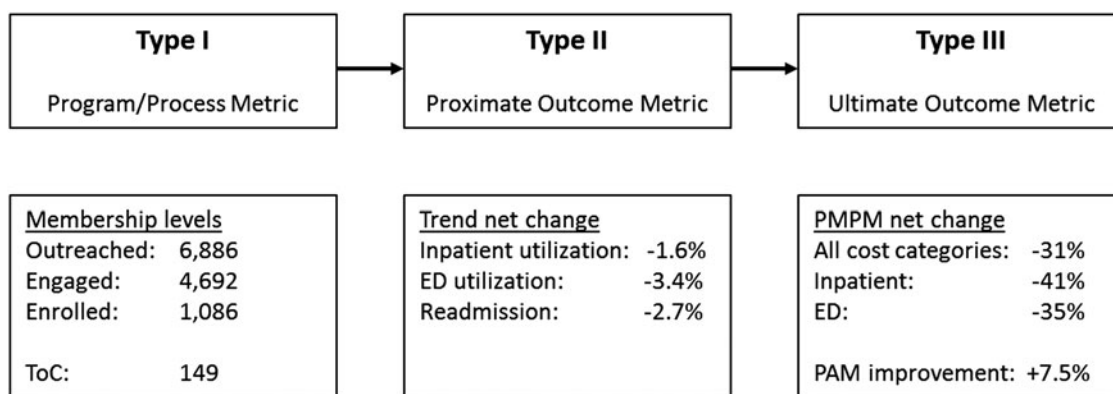 Type I
Program/Process Metric
Type II
Proximate Outcome Metric
Type III
Ultimate Outcome Metric
Membership levels
Outreached: 6,886
Engaged: 4,692
Enrolled: 1,086
ToC: 149
Trend net change
Inpatient utilization: -1.6%
ED utilization: -3.4%
Readmission: -2.7%
PMPM net change
All cost categories: -31%
Inpatient: -41%
ED: -35%
PAM improvement: +7.5%